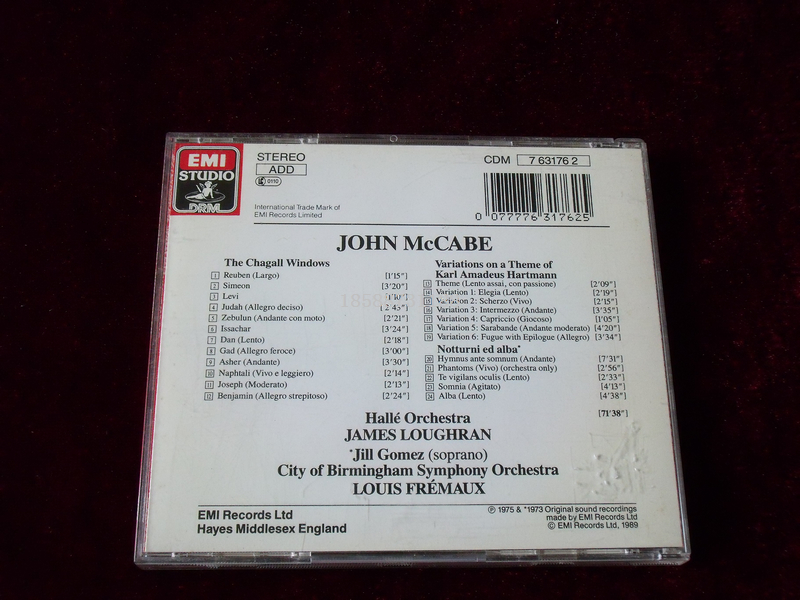 EMI
STUDIO
DRM
STEREO
ADD
0110
International Trade Mark of
EMI Records Limited
CDM 7 63176 2
0 077776 317625
JOHN McCABE
The Chagall Windows
1 Reuben (Largo) [1'15"]
2 Simeon [3'20"]
3 Levi
4 Judah (Allegro deciso) [2'43"]
5 Zebulun (Andante con moto) [2'21"]
6 Issachar [3'24"]
7 Dan (Lento) [2'18"]
8 Gad (Allegro feroce) [3'00"]
9 Asher (Andante) [3'30"]
10 Naphtali (Vivo e leggiero) [2'14"]
11 Joseph (Moderato) [2'13"]
12 Benjamin (Allegro strepitoso) [2'24"]
Variations on a Theme of
Karl Amadeus Hartmann
13 Theme (Lento assai, con passione) [2'09"]
14 Variation 1: Elegia (Lento) [2'19"]
15 Variation 2: Scherzo (Vivo) [2'15"]
16 Variation 3: Intermezzo (Andante) [3'35"]
17 Variation 4: Capriccio (Giocoso) [1'05"]
18 Variation 5: Sarabande (Andante moderato) [4'20"]
19 Variation 6: Fugue with Epilogue (Allegro) [3'34"]
Notturni ed alba*
20 Hymnus ante somnum (Andante) [7'31"]
21 Phantoms (Vivo) (orchestra only) [2'56"]
22 Te vigilans oculis (Lento) [2'33"]
23 Somnia (Agitato) [4'13"]
24 Alba (Lento) [4'38"]
[71'38"]
Hallé Orchestra
JAMES LOUGHRAN
*Jill Gomez (soprano)
City of Birmingham Symphony Orchestra
LOUIS FRÉMAUX
EMI Records Ltd
Hayes Middlesex England
℗ 1975 & *1973 Original sound recordings
made by EMI Records Ltd
© EMI Records Ltd, 1989